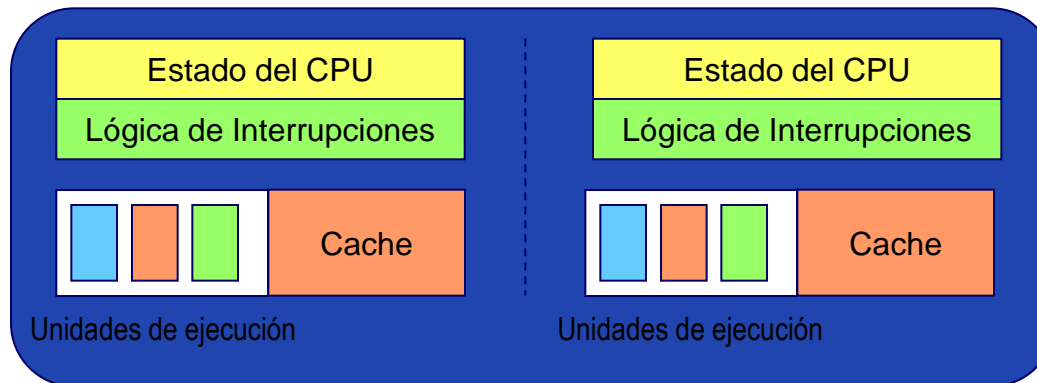 Estado del CPU
Lógica de Interrupciones
Cache
Unidades de ejecución
Estado del CPU
Lógica de Interrupciones
Cache
Unidades de ejecución